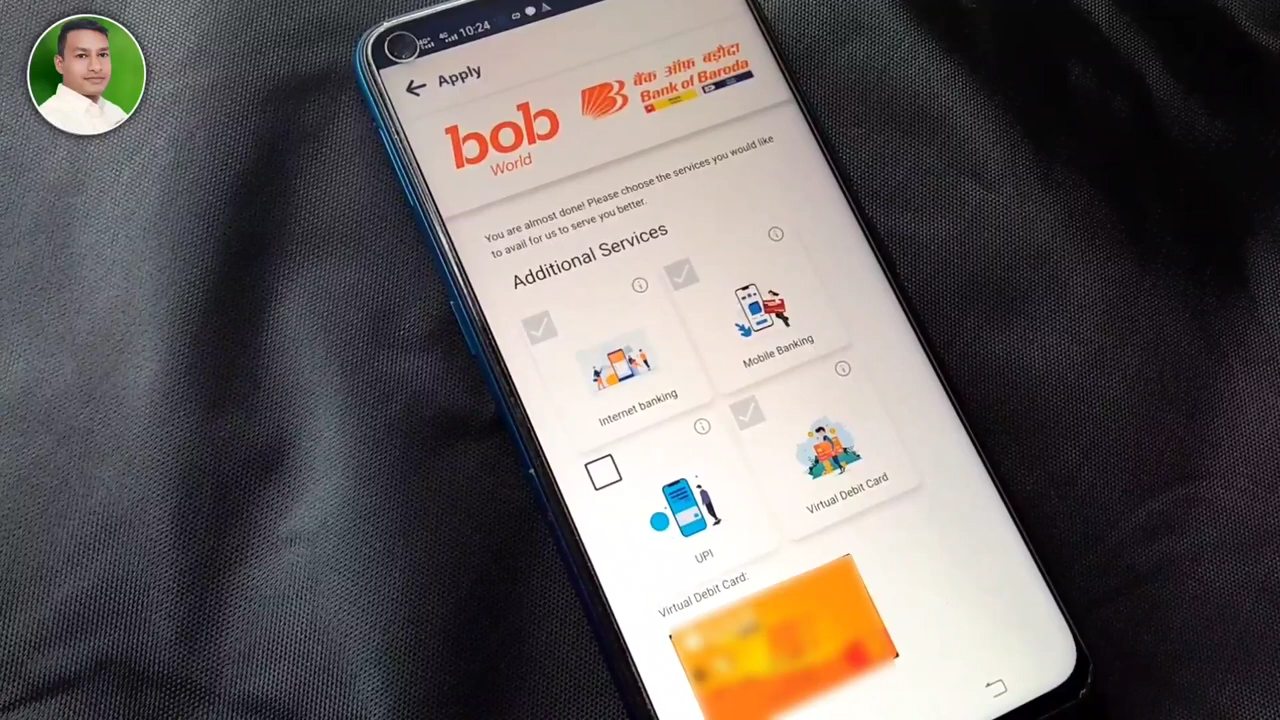 4G+ 4G 10:24
Apply
bob
World
बैंक ऑफ़ बड़ौदा
Bank of Baroda
You are almost done! Please choose the services you would like
to avail for us to serve you better.
Additional Services
Internet banking
Mobile Banking
UPI
Virtual Debit Card
Virtual Debit Card: